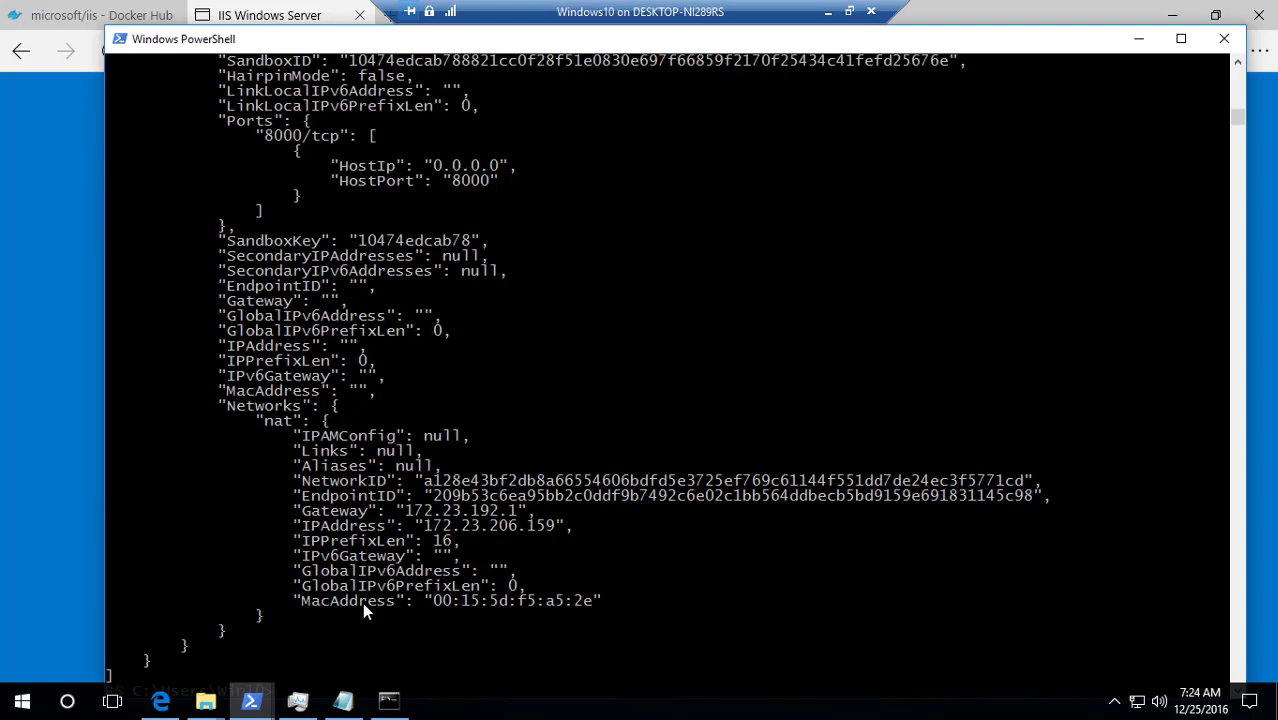 microsoft/iis - Docker Hub
IIS Windows Server
Windows10 on DESKTOP-NI289RS
Windows PowerShell
"SandboxID": "10474edcab788821cc0f28f51e0830e697f66859f2170f25434c41fefd25676e",
"HairpinMode": false,
"LinkLocalIPv6Address": "",
"LinkLocalIPv6PrefixLen": 0,
"Ports": {
"8000/tcp": [
{
"HostIp": "0.0.0.0",
"HostPort": "8000"
}
]
},
"SandboxKey": "10474edcab78",
"SecondaryIPAddresses": null,
"SecondaryIPv6Addresses": null,
"EndpointID": "",
"Gateway": "",
"GlobalIPv6Address": "",
"GlobalIPv6PrefixLen": 0,
"IPAddress": "",
"IPPrefixLen": 0,
"IPv6Gateway": "",
"MacAddress": "",
"Networks": {
"nat": {
"IPAMConfig": null,
"Links": null,
"Aliases": null,
"NetworkID": "a128e43bf2db8a66554606bdfd5e3725ef769c61144f551dd7de24ec3f5771cd",
"EndpointID": "209b53c6ea95bb2c0ddf9b7492c6e02c1bb564ddbecb5bd9159e691831145c98",
"Gateway": "172.23.192.1",
"IPAddress": "172.23.206.159",
"IPPrefixLen": 16,
"IPv6Gateway": "",
"GlobalIPv6Address": "",
"GlobalIPv6PrefixLen": 0,
"MacAddress": "00:15:5d:f5:a5:2e"
}
}
}
}
]
PS C:\Users\Win10>
7:24 AM
12/25/2016